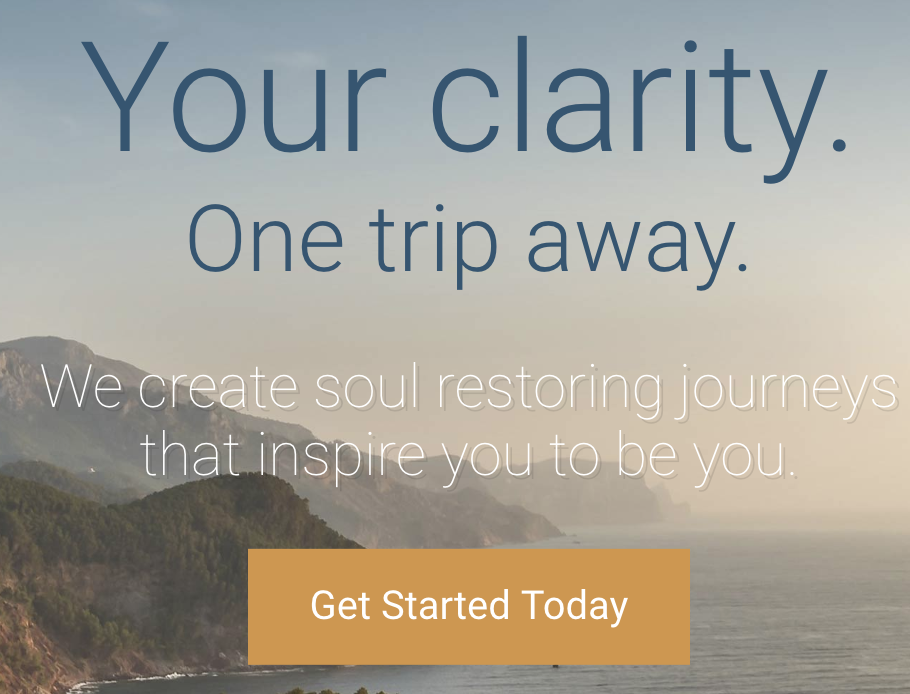 Your clarity.
One trip away.
We create soul restoring journeys
that inspire you to be you.
Get Started Today